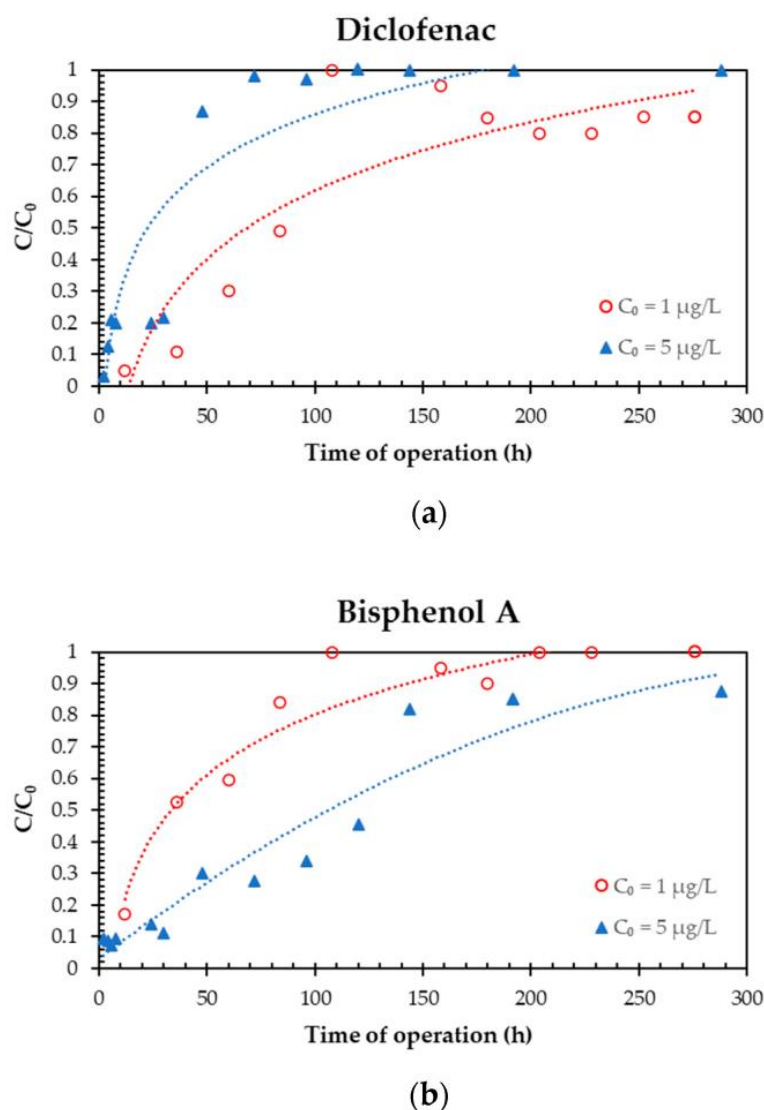 Diclofenac
1
0.9
0.8
0.7
0.6
0.5
0.4
0.3
0.2
0.1
0
C/C₀
C₀ = 1 µg/L
C₀ = 5 µg/L
0 50 100 150 200 250 300
Time of operation (h)
(a)
Bisphenol A
1
0.9
0.8
0.7
0.6
0.5
0.4
0.3
0.2
0.1
0
C/C₀
C₀ = 1 µg/L
C₀ = 5 µg/L
0 50 100 150 200 250 300
Time of operation (h)
(b)